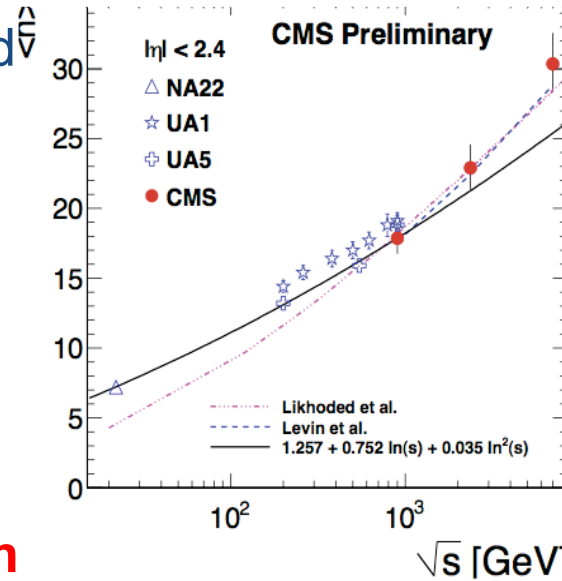 d
<n>
CMS Preliminary
|η| < 2.4
NA22
UA1
UA5
CMS
30
25
20
15
10
5
0
Likhoded et al.
Levin et al.
1.257 + 0.752 ln(s) + 0.035 ln²(s)
10²
10³
√s [GeV]
n